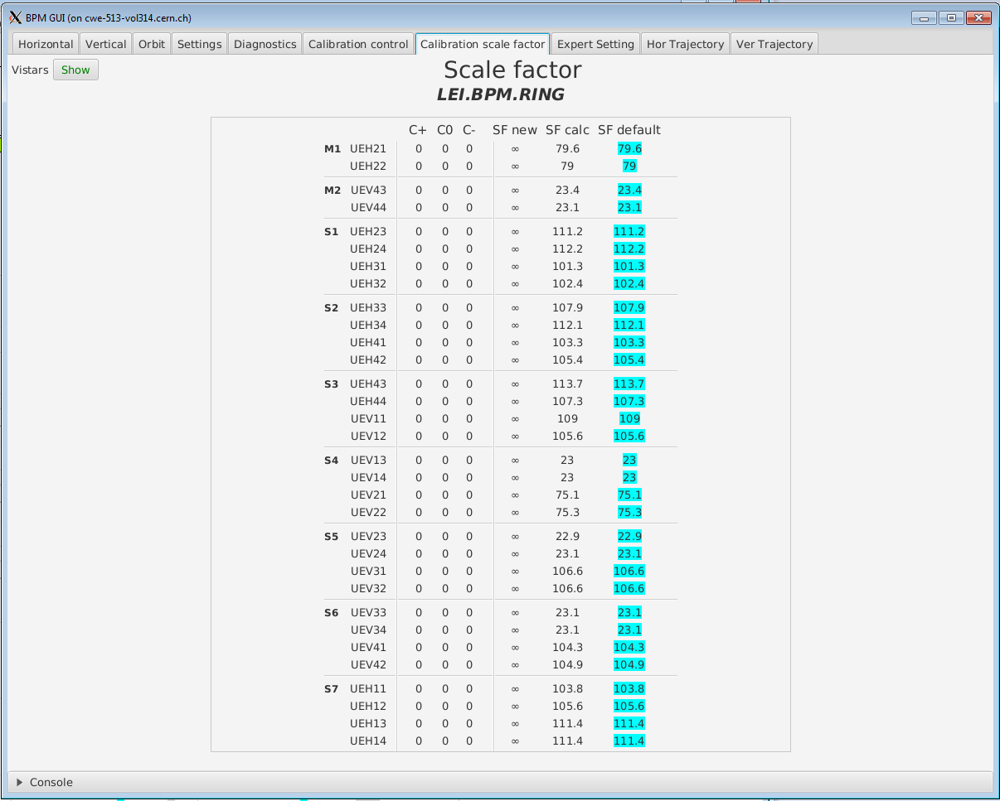 BPM GUI (on cwe-513-vol314.cern.ch)
Horizontal Vertical Orbit Settings Diagnostics Calibration control Calibration scale factor Expert Setting Hor Trajectory Ver Trajectory
Vistars Show
Scale factor
LEI.BPM.RING
C+ C0 C- SF new SF calc SF default
M1 UEH21 0 0 0 ∞ 79.6 79.6
UEH22 0 0 0 ∞ 79 79
M2 UEV43 0 0 0 ∞ 23.4 23.4
UEV44 0 0 0 ∞ 23.1 23.1
S1 UEH23 0 0 0 ∞ 111.2 111.2
UEH24 0 0 0 ∞ 112.2 112.2
UEH31 0 0 0 ∞ 101.3 101.3
UEH32 0 0 0 ∞ 102.4 102.4
S2 UEH33 0 0 0 ∞ 107.9 107.9
UEH34 0 0 0 ∞ 112.1 112.1
UEH41 0 0 0 ∞ 103.3 103.3
UEH42 0 0 0 ∞ 105.4 105.4
S3 UEH43 0 0 0 ∞ 113.7 113.7
UEH44 0 0 0 ∞ 107.3 107.3
UEV11 0 0 0 ∞ 109 109
UEV12 0 0 0 ∞ 105.6 105.6
S4 UEV13 0 0 0 ∞ 23 23
UEV14 0 0 0 ∞ 23 23
UEV21 0 0 0 ∞ 75.1 75.1
UEV22 0 0 0 ∞ 75.3 75.3
S5 UEV23 0 0 0 ∞ 22.9 22.9
UEV24 0 0 0 ∞ 23.1 23.1
UEV31 0 0 0 ∞ 106.6 106.6
UEV32 0 0 0 ∞ 106.6 106.6
S6 UEV33 0 0 0 ∞ 23.1 23.1
UEV34 0 0 0 ∞ 23.1 23.1
UEV41 0 0 0 ∞ 104.3 104.3
UEV42 0 0 0 ∞ 104.9 104.9
S7 UEH11 0 0 0 ∞ 103.8 103.8
UEH12 0 0 0 ∞ 105.6 105.6
UEH13 0 0 0 ∞ 111.4 111.4
UEH14 0 0 0 ∞ 111.4 111.4
Console